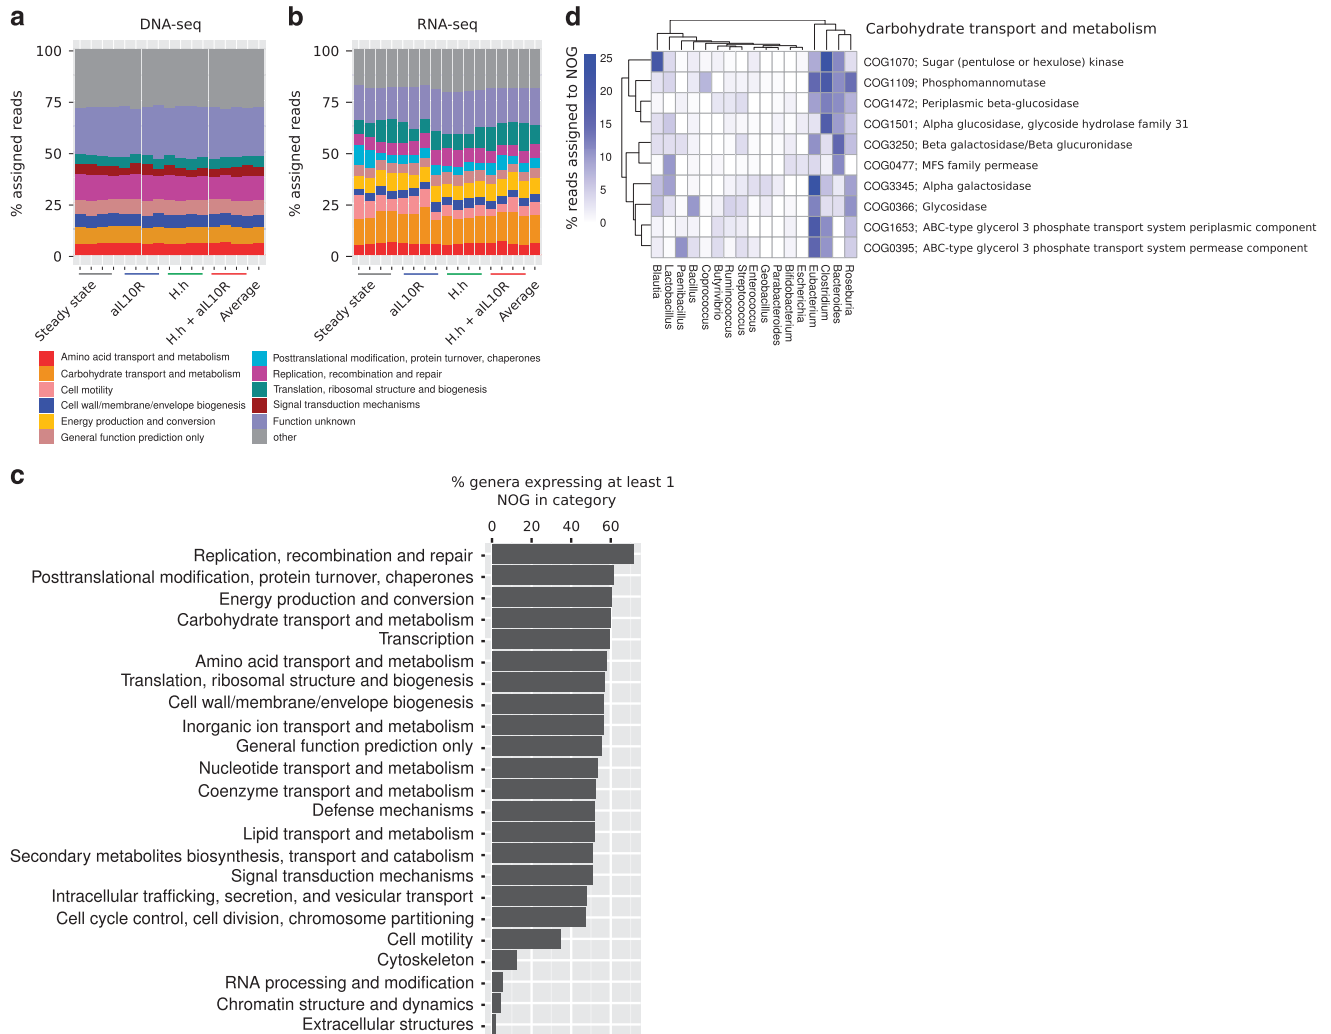 a
DNA-seq
100
75
50
25
0
% assigned reads
Steady state
aIL10R
H.h
H.h + aIL10R
Average
b
RNA-seq
100
75
50
25
0
% assigned reads
Steady state
aIL10R
H.h
H.h + aIL10R
Average
Amino acid transport and metabolism
Carbohydrate transport and metabolism
Cell motility
Cell wall/membrane/envelope biogenesis
Energy production and conversion
General function prediction only
Posttranslational modification, protein turnover, chaperones
Replication, recombination and repair
Translation, ribosomal structure and biogenesis
Signal transduction mechanisms
Function unknown
other
d
Carbohydrate transport and metabolism
% reads assigned to NOG
25
20
15
10
5
0
COG1070; Sugar (pentulose or hexulose) kinase
COG1109; Phosphomannomutase
COG1472; Periplasmic beta-glucosidase
COG1501; Alpha glucosidase, glycoside hydrolase family 31
COG3250; Beta galactosidase/Beta glucuronidase
COG0477; MFS family permease
COG3345; Alpha galactosidase
COG0366; Glycosidase
COG1653; ABC-type glycerol 3 phosphate transport system periplasmic component
COG0395; ABC-type glycerol 3 phosphate transport system permease component
Blautia
Lactobacillus
Paenibacillus
Bacillus
Coprococcus
Butyrivibrio
Ruminococcus
Streptococcus
Enterococcus
Geobacillus
Parabacteroides
Bifidobacterium
Escherichia
Eubacterium
Clostridium
Bacteroides
Roseburia
c
% genera expressing at least 1
NOG in category
0 20 40 60
Replication, recombination and repair
Posttranslational modification, protein turnover, chaperones
Energy production and conversion
Carbohydrate transport and metabolism
Transcription
Amino acid transport and metabolism
Translation, ribosomal structure and biogenesis
Cell wall/membrane/envelope biogenesis
Inorganic ion transport and metabolism
General function prediction only
Nucleotide transport and metabolism
Coenzyme transport and metabolism
Defense mechanisms
Lipid transport and metabolism
Secondary metabolites biosynthesis, transport and catabolism
Signal transduction mechanisms
Intracellular trafficking, secretion, and vesicular transport
Cell cycle control, cell division, chromosome partitioning
Cell motility
Cytoskeleton
RNA processing and modification
Chromatin structure and dynamics
Extracellular structures